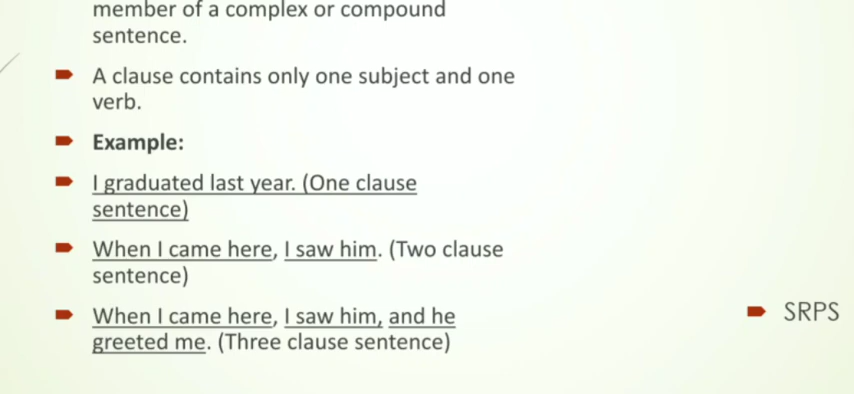 member of a complex or compound
sentence.
A clause contains only one subject and one
verb.
Example:
I graduated last year. (One clause
sentence)
When I came here, I saw him. (Two clause
sentence)
When I came here, I saw him, and he
greeted me. (Three clause sentence)
SRPS